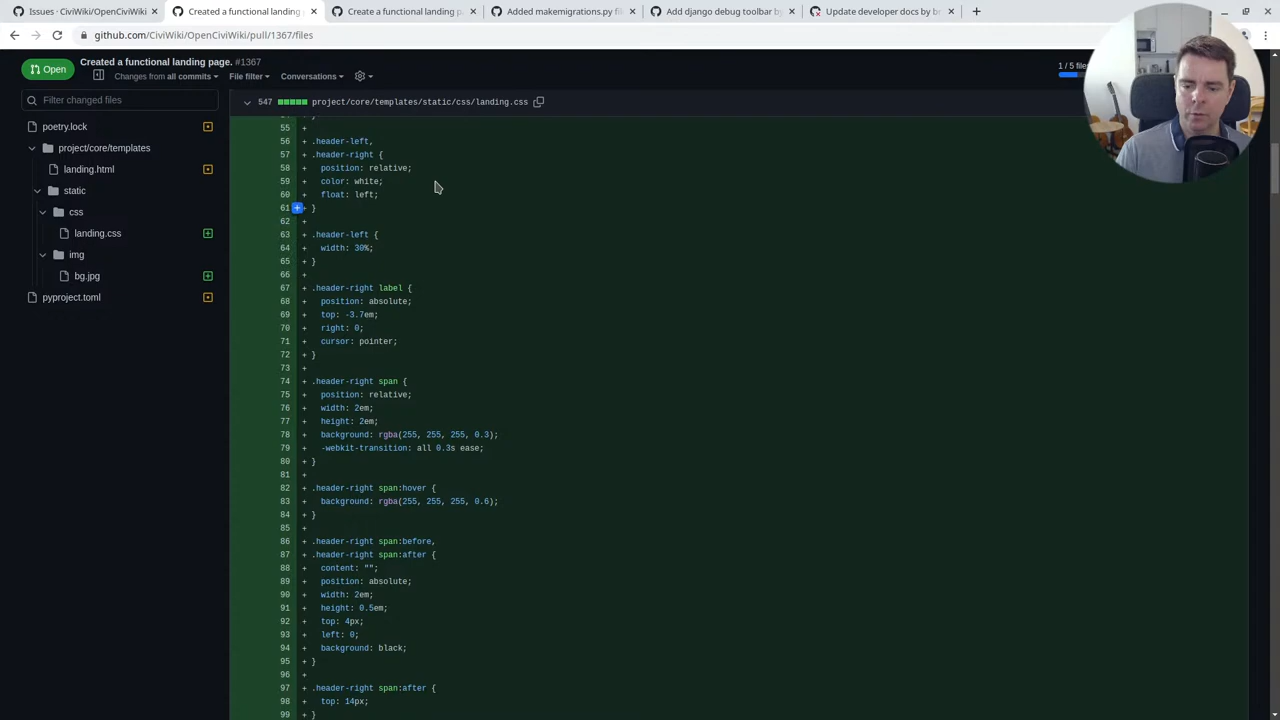 Issues · CiviWiki/OpenCiviWiki
Created a functional landing
Create a functional landing p
Added makemigrations.py fi
Add django debug toolbar by
Update developer docs by br
github.com/CiviWiki/OpenCiviWiki/pull/1367/files
Open
Created a functional landing page. #1367
Changes from all commits
File filter
Conversations
1 / 5 files
Filter changed files
547 project/core/templates/static/css/landing.css
poetry.lock
project/core/templates
landing.html
static
css
landing.css
img
bg.jpg
pyproject.toml
55 +
56 + .header-left,
57 + .header-right {
58 + position: relative;
59 + color: white;
60 + float: left;
61 + }
62 +
63 + .header-left {
64 + width: 30%;
65 + }
66 +
67 + .header-right label {
68 + position: absolute;
69 + top: -3.7em;
70 + right: 0;
71 + cursor: pointer;
72 + }
73 +
74 + .header-right span {
75 + position: relative;
76 + width: 2em;
77 + height: 2em;
78 + background: rgba(255, 255, 255, 0.3);
79 + -webkit-transition: all 0.3s ease;
80 + }
81 +
82 + .header-right span:hover {
83 + background: rgba(255, 255, 255, 0.6);
84 + }
85 +
86 + .header-right span:before,
87 + .header-right span:after {
88 + content: "";
89 + position: absolute;
90 + width: 2em;
91 + height: 0.5em;
92 + top: 4px;
93 + left: 0;
94 + background: black;
95 + }
96 +
97 + .header-right span:after {
98 + top: 14px;
99 + }